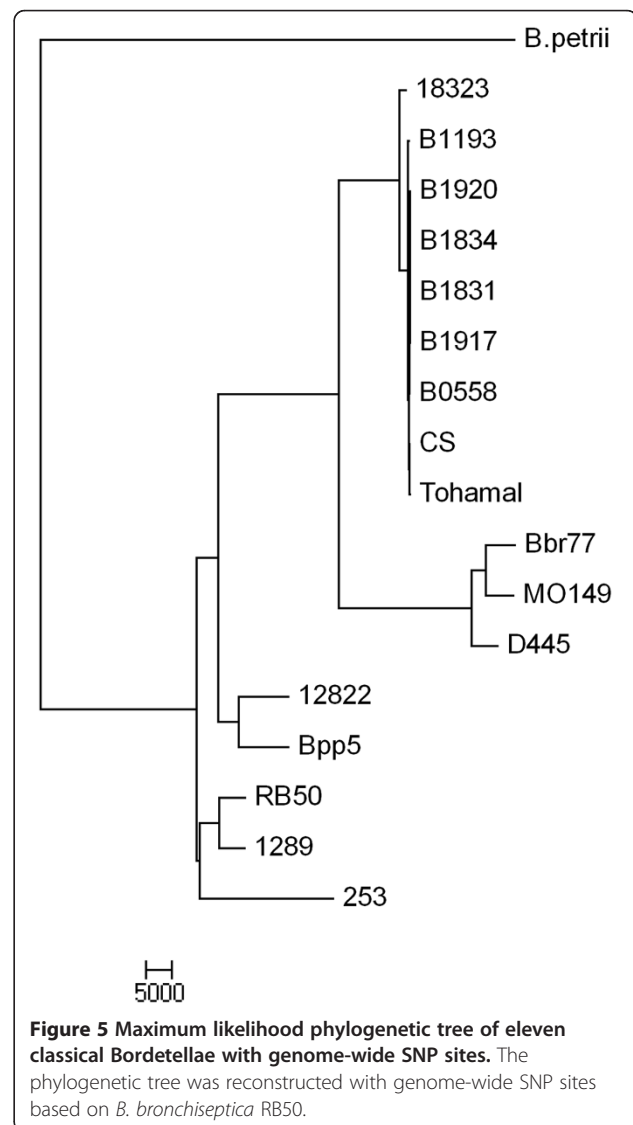 B.petrii
18323
B1193
B1920
B1834
B1831
B1917
B0558
CS
Tohamal
Bbr77
MO149
D445
12822
Bpp5
RB50
1289
253
5000
Figure 5 Maximum likelihood phylogenetic tree of eleven
classical Bordetellae with genome-wide SNP sites. The
phylogenetic tree was reconstructed with genome-wide SNP sites
based on B. bronchiseptica RB50.